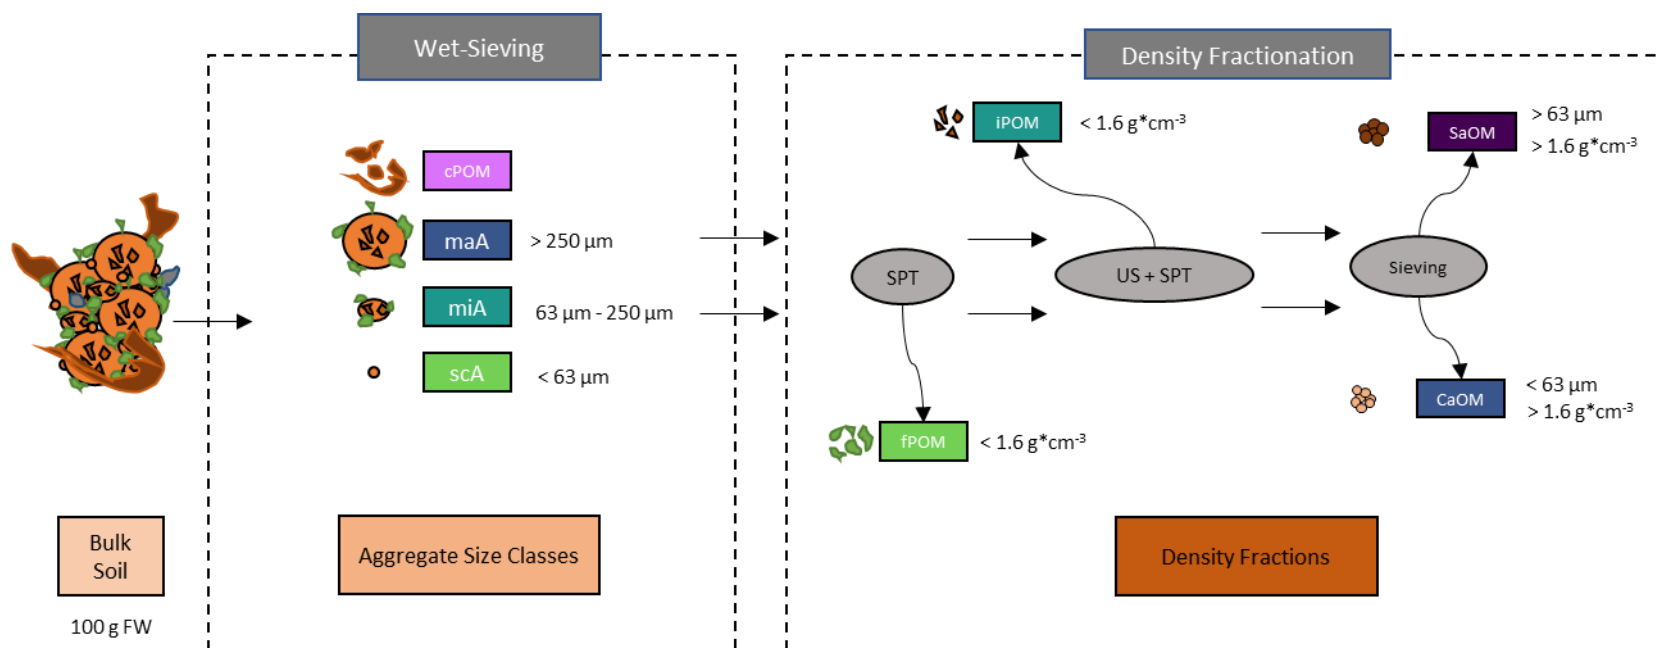 Wet-Sieving
cPOM
maA
> 250 µm
miA
63 µm - 250 µm
scA
< 63 µm
Bulk
Soil
100 g FW
Aggregate Size Classes
Density Fractionation
iPOM
< 1.6 g*cm-3
SaOM
> 63 µm
> 1.6 g*cm-3
SPT
US + SPT
Sieving
fPOM
< 1.6 g*cm-3
CaOM
< 63 µm
> 1.6 g*cm-3
Density Fractions